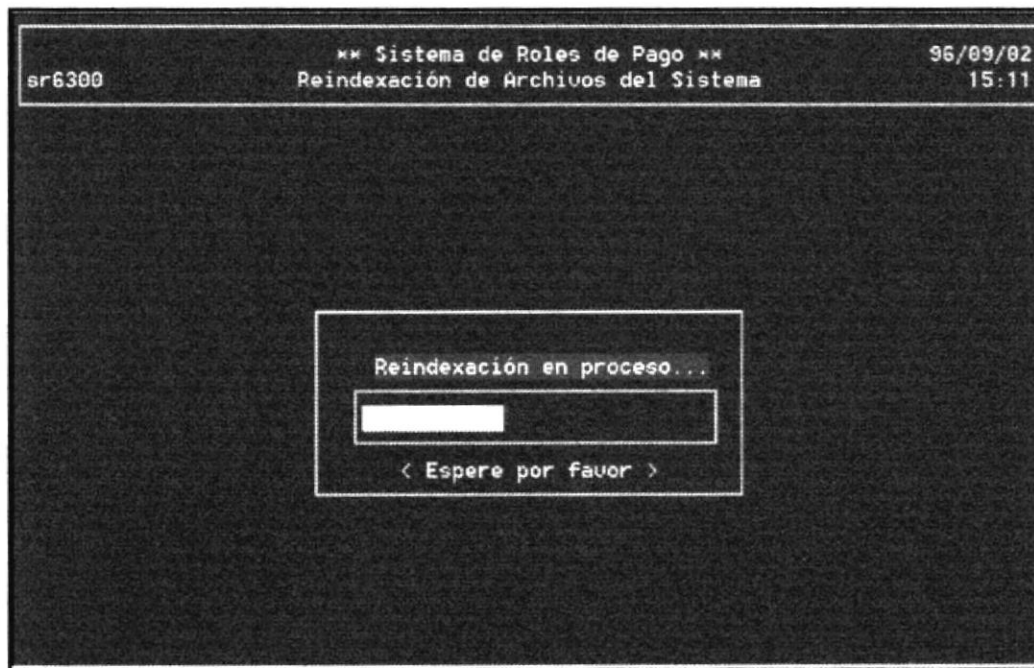 ** Sistema de Roles de Pago ** 96/09/02
sr6300 Reindexación de Archivos del Sistema 15:11
Reindexación en proceso...
< Espere por favor >